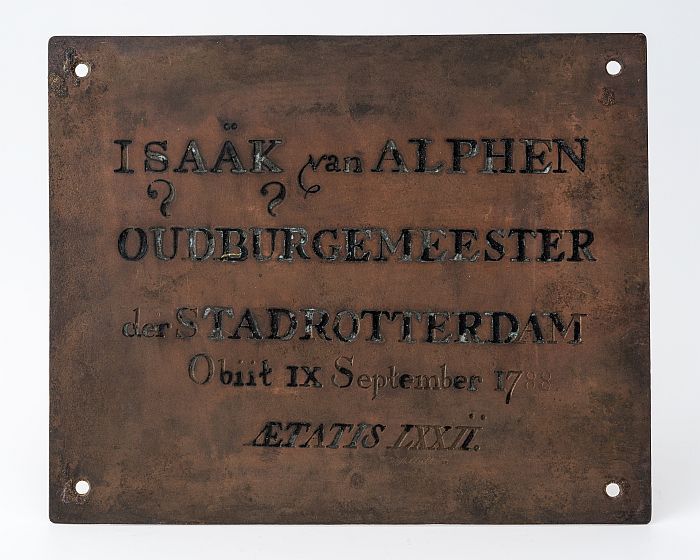 ISAÄK van ALPHEN
OUDBURGEMEESTER
der STADROTTERDAM
Obiit IX September 1788
ÆTATIS LXXII.